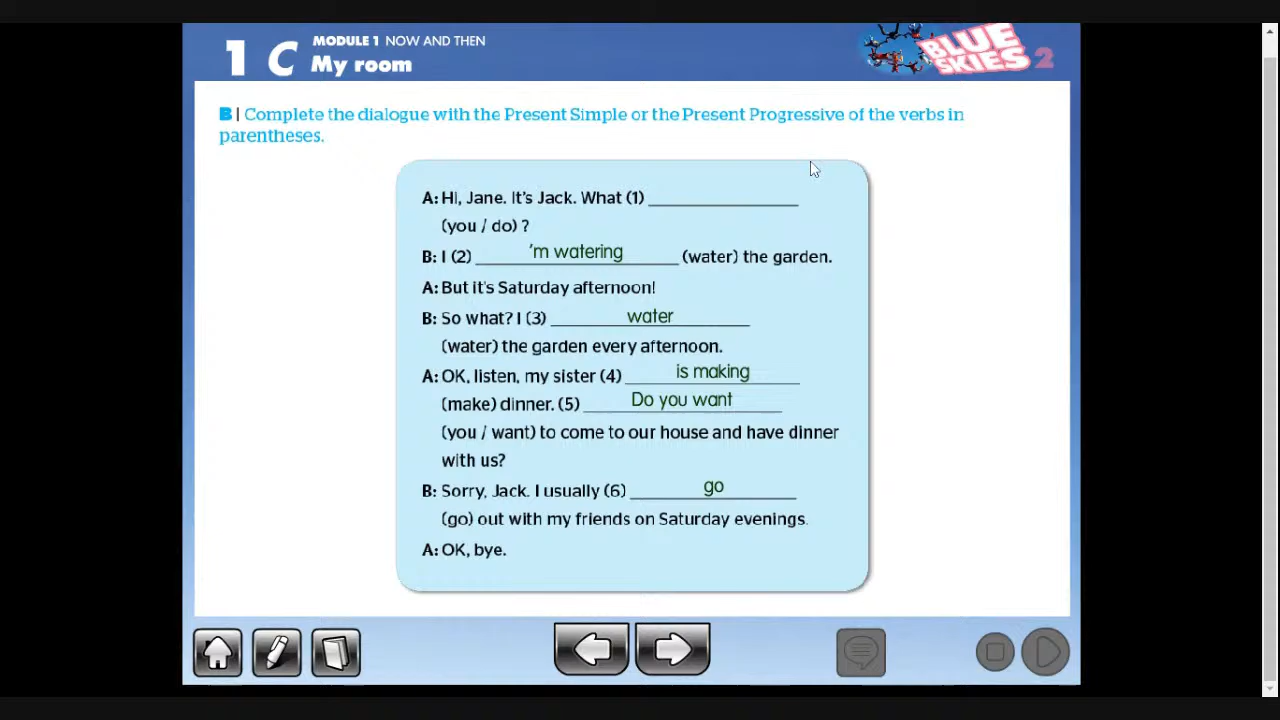 1 C MODULE 1 NOW AND THEN
My room
BLUE SKIES 2
B | Complete the dialogue with the Present Simple or the Present Progressive of the verbs in
parentheses.
A: Hi, Jane. It's Jack. What (1) ____________
(you / do) ?
B: I (2) 'm watering (water) the garden.
A: But it's Saturday afternoon!
B: So what? I (3) water
(water) the garden every afternoon.
A: OK, listen, my sister (4) is making
(make) dinner. (5) Do you want
(you / want) to come to our house and have dinner
with us?
B: Sorry, Jack. I usually (6) go
(go) out with my friends on Saturday evenings.
A: OK, bye.